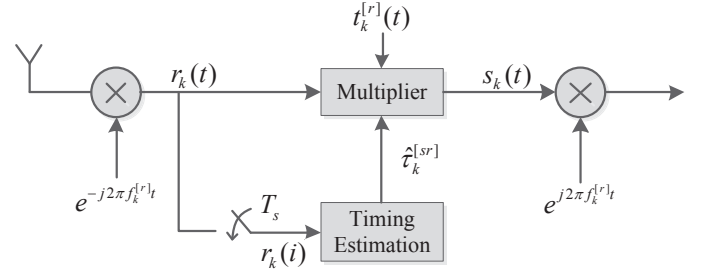 t_k^{[r]}(t)
r_k(t)
Multiplier
s_k(t)
\hat{τ}_k^{[sr]}
e^{-j2πf_k^{[r]}t}
e^{j2πf_k^{[r]}t}
T_s
r_k(i)
Timing
Estimation